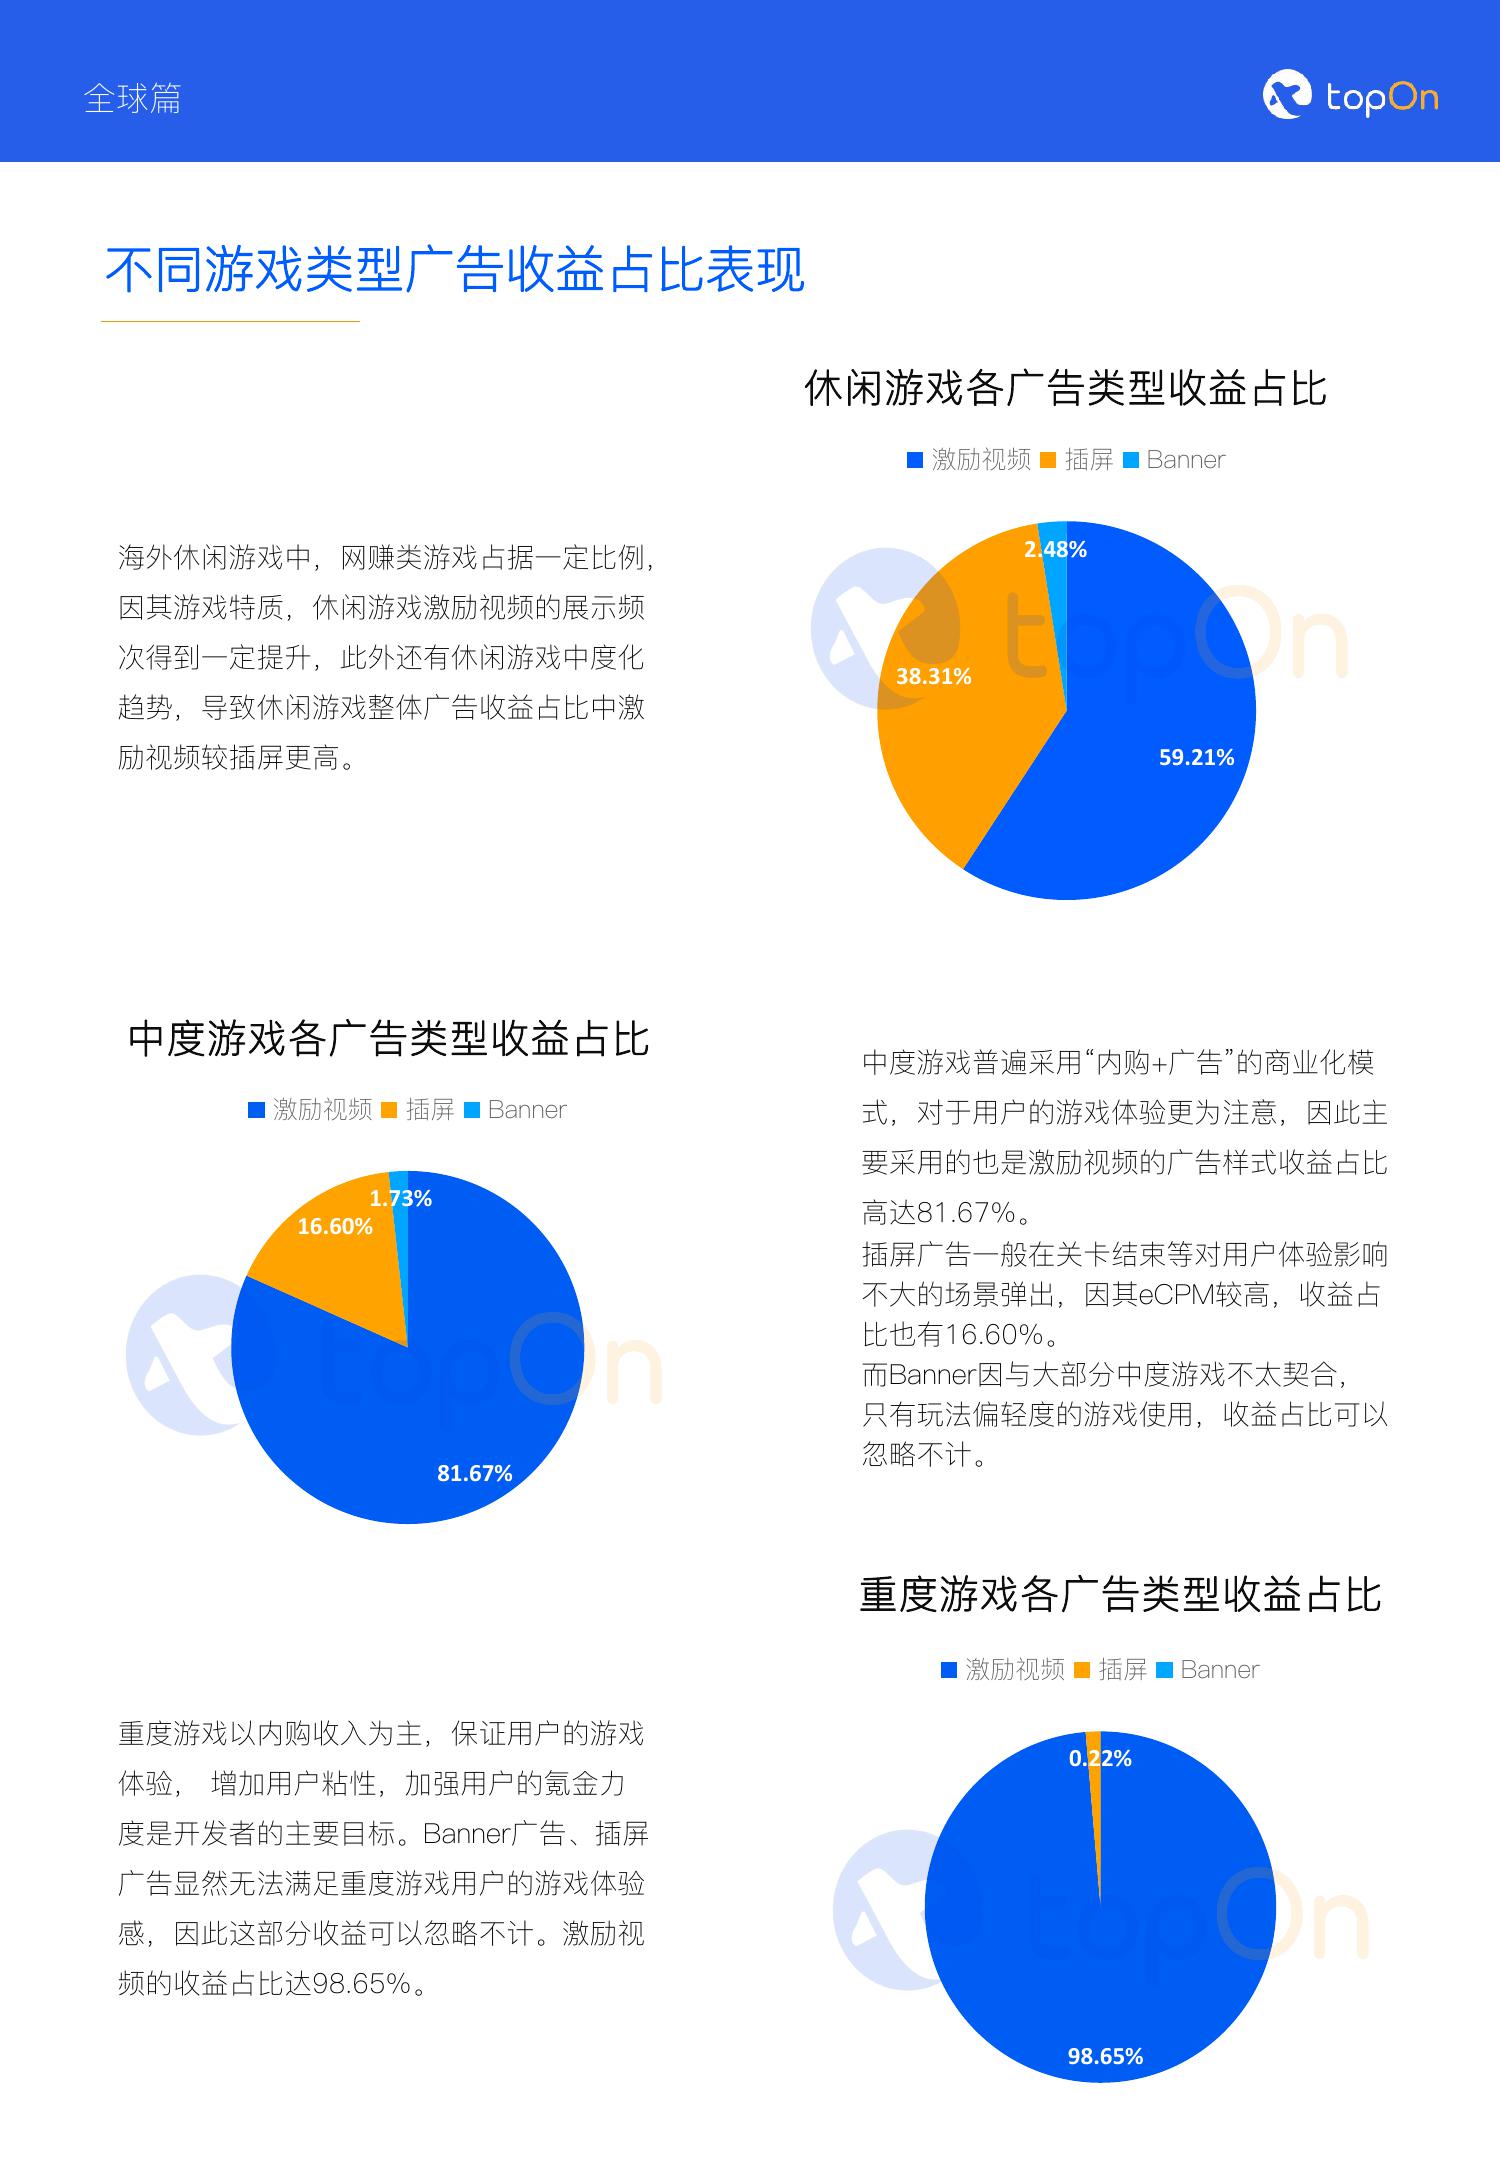 全球篇
topOn
不同游戏类型广告收益占比表现
休闲游戏各广告类型收益占比
激励视频 插屏 Banner
海外休闲游戏中，网赚类游戏占据一定比例，
因其游戏特质，休闲游戏激励视频的展示频
次得到一定提升，此外还有休闲游戏中度化
趋势，导致休闲游戏整体广告收益占比中激
励视频较插屏更高。
2.48%
38.31%
59.21%
topOn
中度游戏各广告类型收益占比
激励视频 插屏 Banner
1.73%
16.60%
81.67%
topOn
中度游戏普遍采用“内购+广告”的商业化模
式，对于用户的游戏体验更为注意，因此主
要采用的也是激励视频的广告样式收益占比
高达81.67%。
插屏广告一般在关卡结束等对用户体验影响
不大的场景弹出，因其eCPM较高，收益占
比也有16.60%。
而Banner因与大部分中度游戏不太契合，
只有玩法偏轻度的游戏使用，收益占比可以
忽略不计。
重度游戏各广告类型收益占比
激励视频 插屏 Banner
重度游戏以内购收入为主，保证用户的游戏
体验， 增加用户粘性，加强用户的氪金力
度是开发者的主要目标。Banner广告、插屏
广告显然无法满足重度游戏用户的游戏体验
感，因此这部分收益可以忽略不计。激励视
频的收益占比达98.65%。
0.22%
topOn
98.65%